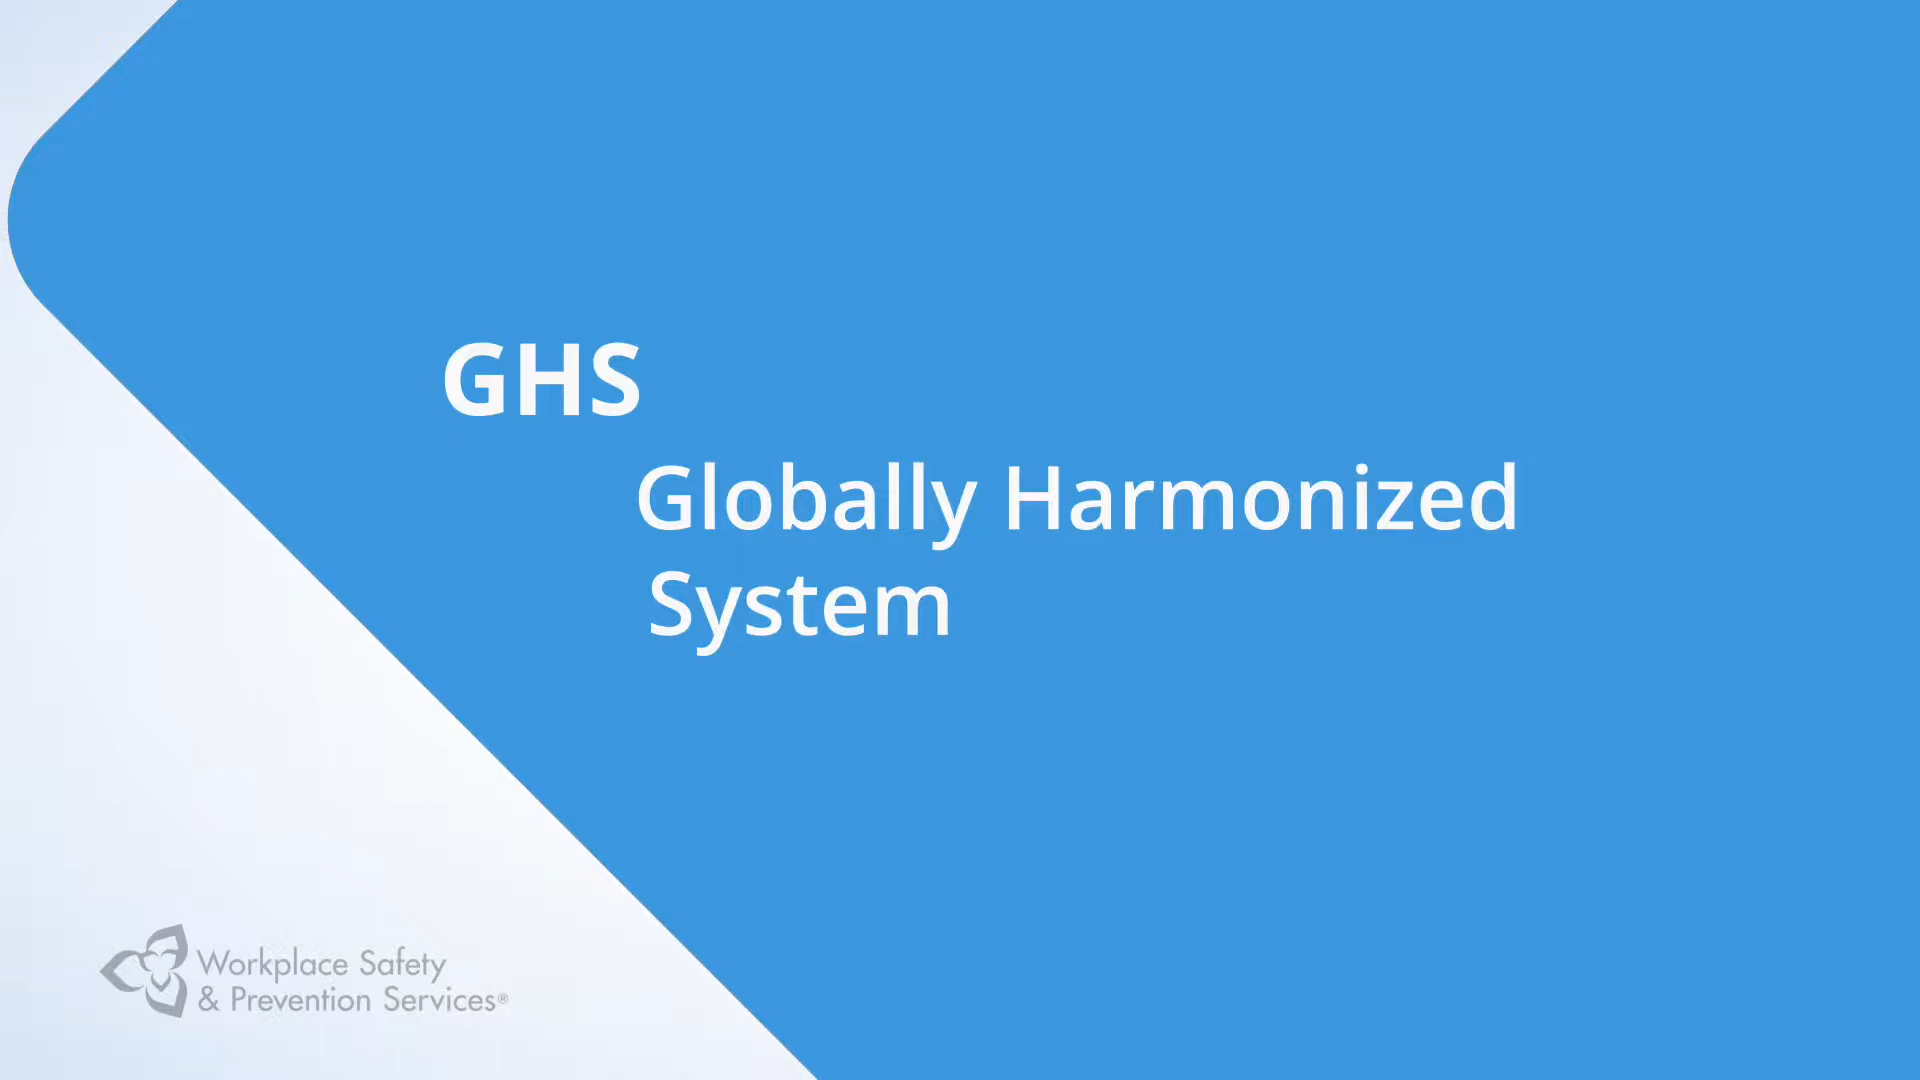 GHS
Globally Harmonized
System
Workplace Safety
& Prevention Services®